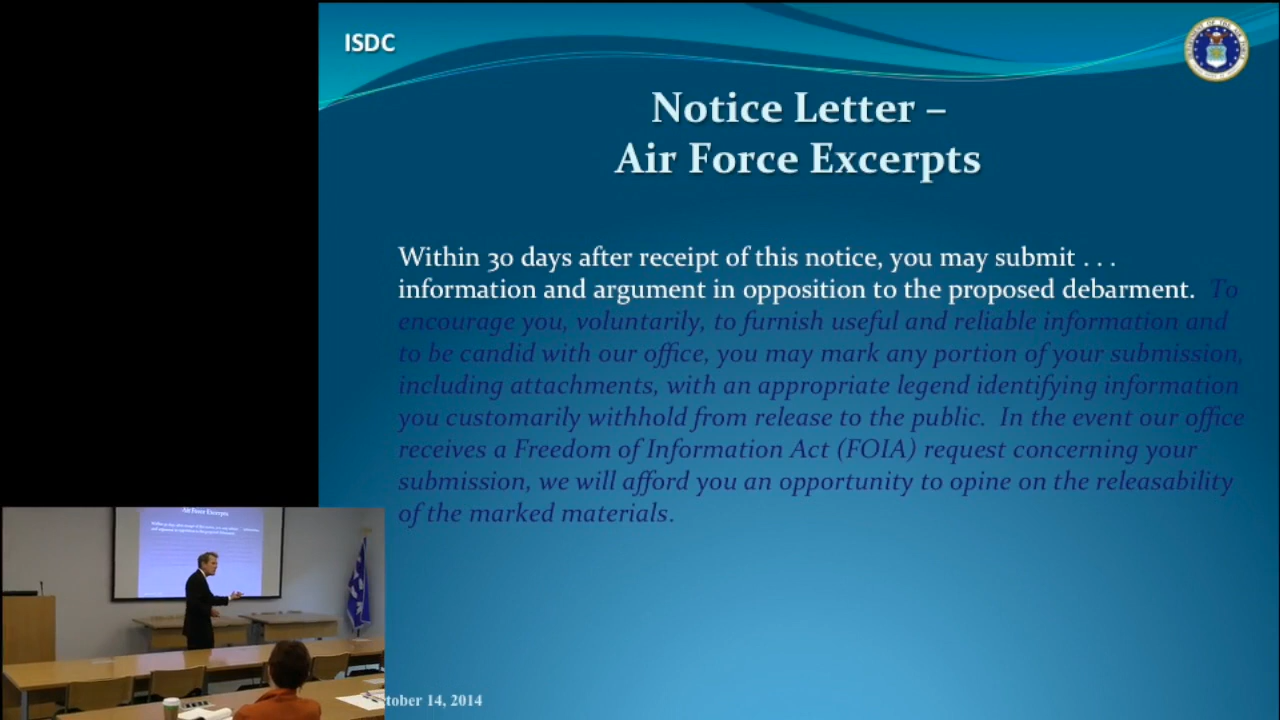 ISDC
Notice Letter –
Air Force Excerpts
Within 30 days after receipt of this notice, you may submit . . .
information and argument in opposition to the proposed debarment. To
encourage you, voluntarily, to furnish useful and reliable information and
to be candid with our office, you may mark any portion of your submission,
including attachments, with an appropriate legend identifying information
you customarily withhold from release to the public. In the event our office
receives a Freedom of Information Act (FOIA) request concerning your
submission, we will afford you an opportunity to opine on the releasability
of the marked materials.
Air Force Excerpts
tober 14, 2014